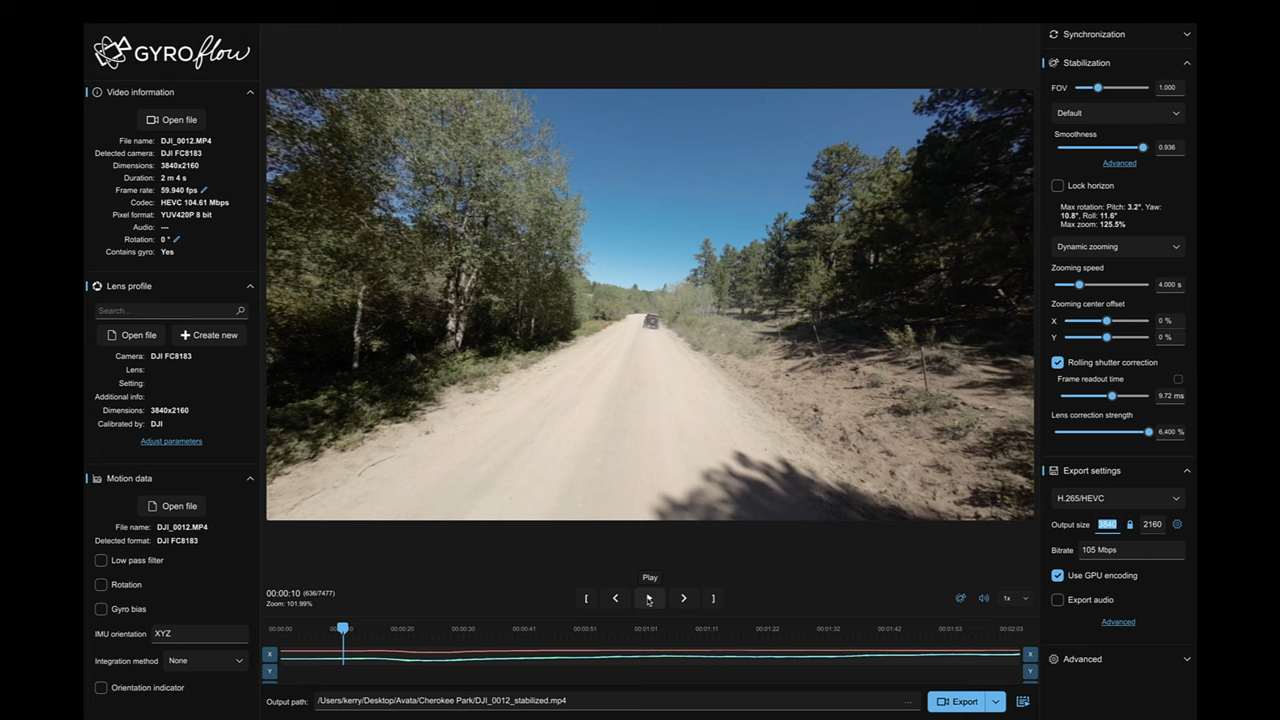 GYROflow
Video information
Open file
File name: DJI_0012.MP4
Detected camera: DJI FC8183
Dimensions: 3840x2160
Duration: 2 m 4 s
Frame rate: 59.940 fps
Codec: HEVC 104.61 Mbps
Pixel format: YUV420P 8 bit
Audio: —
Rotation: 0 °
Contains gyro: Yes
Lens profile
Search...
Open file
Create new
Camera: DJI FC8183
Lens:
Setting:
Additional info:
Dimensions: 3840x2160
Calibrated by: DJI
Adjust parameters
Motion data
Open file
File name: DJI_0012.MP4
Detected format: DJI FC8183
Low pass filter
Rotation
Gyro bias
IMU orientation XYZ
Integration method None
Orientation indicator
Play
00:00:10 (636/7477)
Zoom: 101.99%
[ ]
1x
00:00:00 00:00:20 00:00:30 00:00:41 00:00:51 00:01:01 00:01:11 00:01:22 00:01:32 00:01:42 00:01:53 00:02:03
X X
Y Y
Output path: /Users/kerry/Desktop/Avata/Cherokee Park/DJI_0012_stabilized.mp4 ...
Export
Synchronization
Stabilization
FOV 1.000
Default
Smoothness
0.936
Advanced
Lock horizon
Max rotation: Pitch: 3.2°, Yaw:
10.8°, Roll: 11.6°
Max zoom: 125.5%
Dynamic zooming
Zooming speed
4.000 s
Zooming center offset
X 0 %
Y 0 %
Rolling shutter correction
Frame readout time
9.72 ms
Lens correction strength
6,400 %
Export settings
H.265/HEVC
Output size 3840 2160
Bitrate 105 Mbps
Use GPU encoding
Export audio
Advanced
Advanced